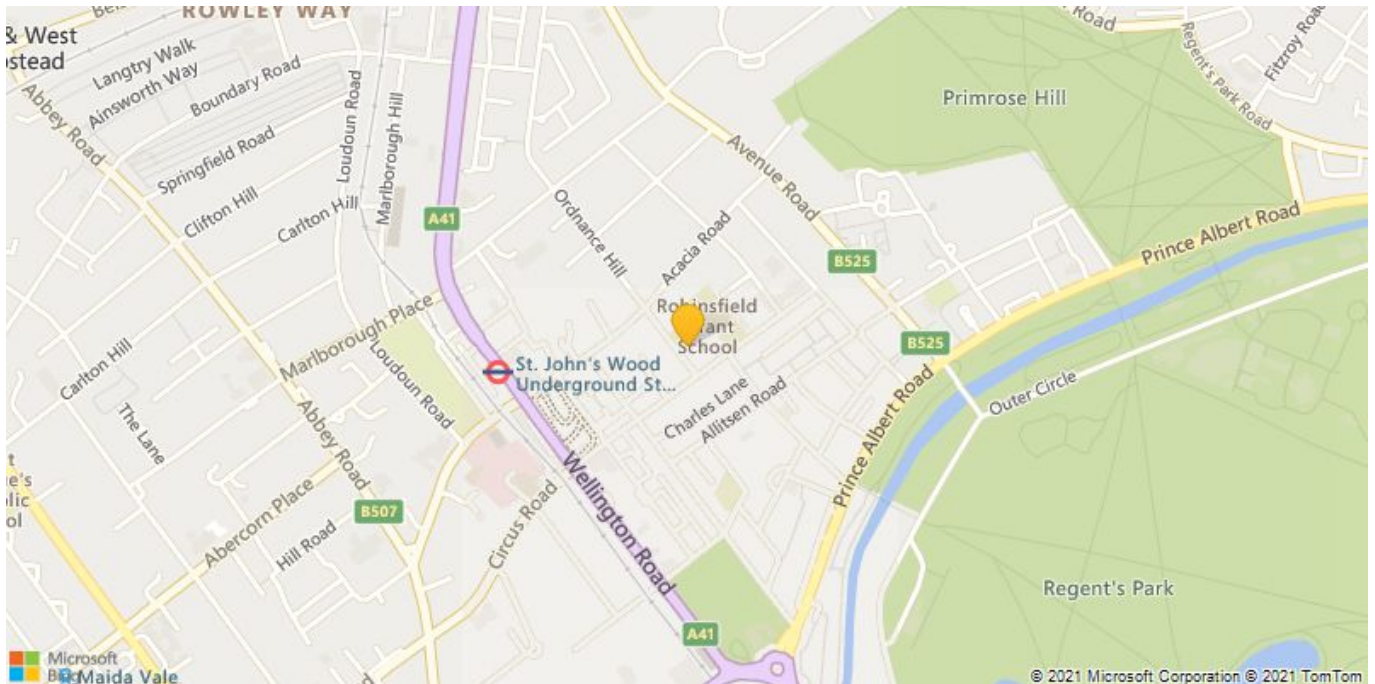 ROWLEY WAY
Road
& West
Langtry Walk
Ainsworth Way
Boundary Road
Abbey Road
Springfield Road
Loudoun Road
Marlborough Hill
Clifton Hill
Carlton Hill
A41
Ordnance Hill
Acacia Road
Avenue Road
B525
Primrose Hill
Regent's Park Road
Fitzroy Road
Prince Albert Road
Marlborough Place
Loudoun Road
St. John's Wood
Underground St...
Robinsfield
School
Charles Lane
Allitsen Road
B525
Outer Circle
Prince Albert Road
Carlton Hill
The Lane
Abbey Road
Abercorn Place
Hill Road
B507
Circus Road
Wellington Road
A41
Regent's Park
Microsoft
Maida Vale
© 2021 Microsoft Corporation © 2021 TomTom